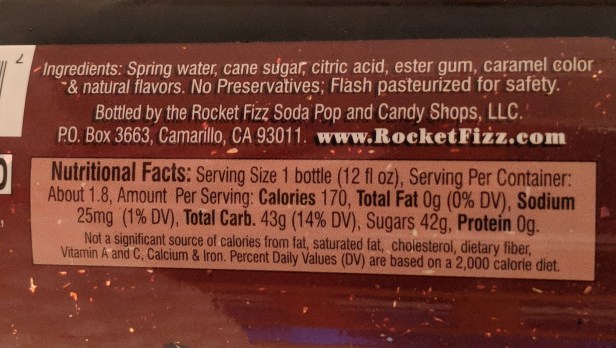 Ingredients: Spring water, cane sugar, citric acid, ester gum, caramel color
& natural flavors. No Preservatives; Flash pasteurized for safety.
Bottled by the Rocket Fizz Soda Pop and Candy Shops, LLC.
P.O. Box 3663, Camarillo, CA 93011. www.RocketFizz.com
Nutritional Facts: Serving Size 1 bottle (12 fl oz), Serving Per Container:
About 1.8, Amount Per Serving: Calories 170, Total Fat 0g (0% DV), Sodium
25mg (1% DV), Total Carb. 43g (14% DV), Sugars 42g, Protein 0g.
Not a significant source of calories from fat, saturated fat, cholesterol, dietary fiber,
Vitamin A and C, Calcium & Iron. Percent Daily Values (DV) are based on a 2,000 calorie diet.